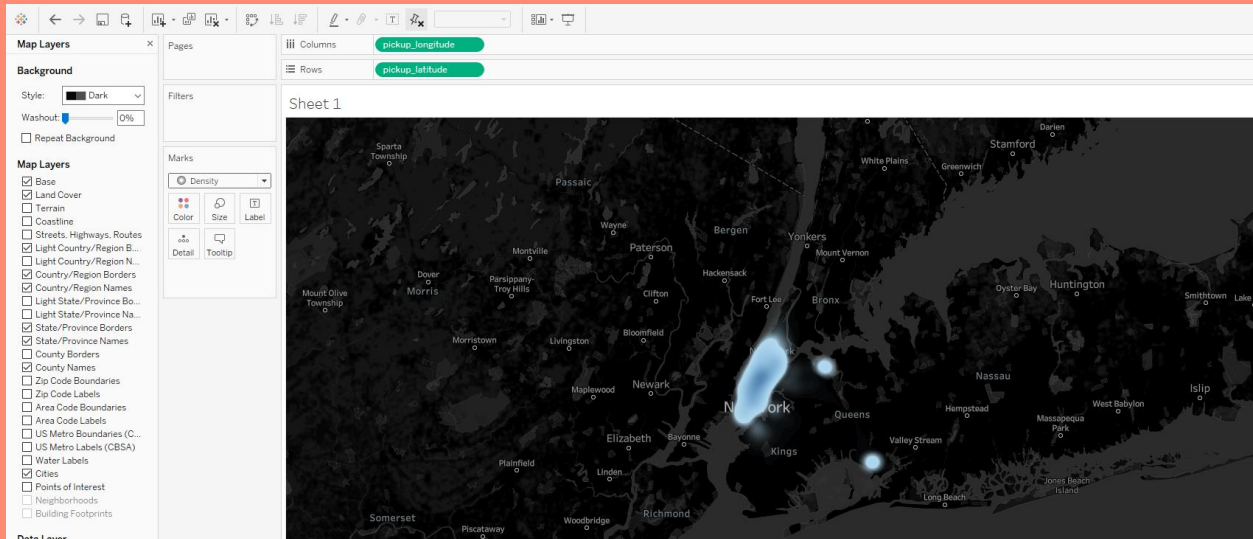 Map Layers ×
Background
Style: Dark
Washout: 0%
Repeat Background
Map Layers
Base
Land Cover
Terrain
Coastline
Streets, Highways, Routes
Light Country/Region B...
Light Country/Region N...
Country/Region Borders
Country/Region Names
Light State/Province Bo...
Light State/Province Na...
State/Province Borders
State/Province Names
County Borders
County Names
Zip Code Boundaries
Zip Code Labels
Area Code Boundaries
Area Code Labels
US Metro Boundaries (C...
US Metro Labels (CBSA)
Water Labels
Cities
Points of Interest
Neighborhoods
Building Footprints
Data Layer
Pages
Filters
Marks
Density
Color Size Label
Detail Tooltip
Columns pickup_longitude
Rows pickup_latitude
Sheet 1
Darien
Stamford
Sparta
Township
White Plains
Greenwich
Passaic
Wayne
Bergen
Yonkers
Paterson
Mount Vernon
Montville
Hackensack
Dover
Morris
Parsippany-
Troy Hills
Clifton
Fort Lee
Bronx
Oyster Bay
Huntington
Smithtown
Lake
Mount Olive
Township
Bloomfield
Morristown
Livingston
Maplewood
Newark
Nassau
Islip
West Babylon
Hempstead
Massapequa
Park
Queens
Elizabeth
Bayonne
Kings
Valley Stream
Plainfield
Linden
Long Beach
Jones Beach
Island
Somerset
Woodbridge
Richmond
Piscataway